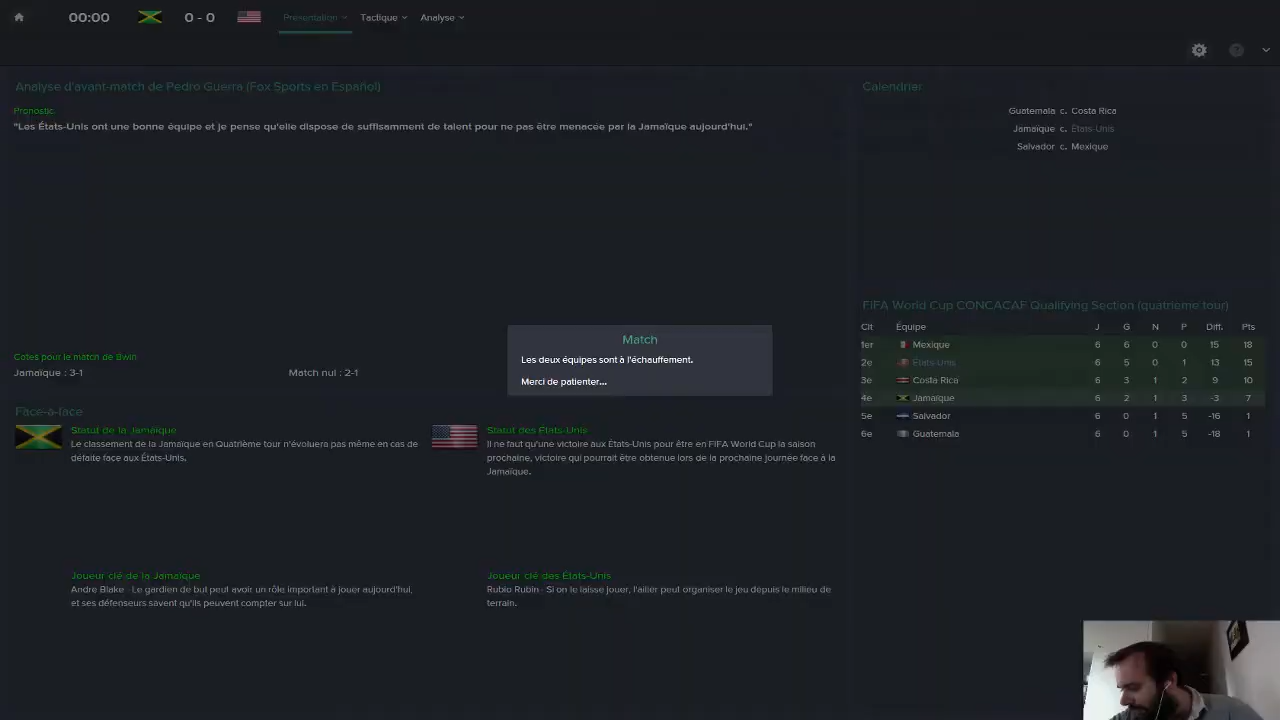 00:00 0 - 0 Présentation Tactique Analyse
Analyse d'avant-match de Pedro Guerra (Fox Sports en Español)
Pronostic
"Les États-Unis ont une bonne équipe et je pense qu'elle dispose de suffisamment de talent pour ne pas être menacée par la Jamaïque aujourd'hui."
Cotes pour le match de Bwin
Jamaïque : 3-1 Match nul : 2-1
Face-à-face
Statut de la Jamaïque
Le classement de la Jamaïque en Quatrième tour n'évoluera pas même en cas de
défaite face aux États-Unis.
Statut des États-Unis
Il ne faut qu'une victoire aux États-Unis pour être en FIFA World Cup la saison
prochaine, victoire qui pourrait être obtenue lors de la prochaine journée face à la
Jamaïque.
Joueur clé de la Jamaïque
Andre Blake - Le gardien de but peut avoir un rôle important à jouer aujourd'hui,
et ses défenseurs savent qu'ils peuvent compter sur lui.
Joueur clé des États-Unis
Rubio Rubin - Si on le laisse jouer, l'ailier peut organiser le jeu depuis le milieu de
terrain.
Match
Les deux équipes sont à l'échauffement.
Merci de patienter...
Calendrier
Guatemala c. Costa Rica
Jamaïque c. États-Unis
Salvador c. Mexique
FIFA World Cup CONCACAF Qualifying Section (quatrième tour)
Clt Équipe J G N P Diff. Pts
1er Mexique 6 6 0 0 15 18
2e États-Unis 6 5 0 1 13 15
3e Costa Rica 6 3 1 2 9 10
4e Jamaïque 6 2 1 3 -3 7
5e Salvador 6 0 1 5 -16 1
6e Guatemala 6 0 1 5 -18 1